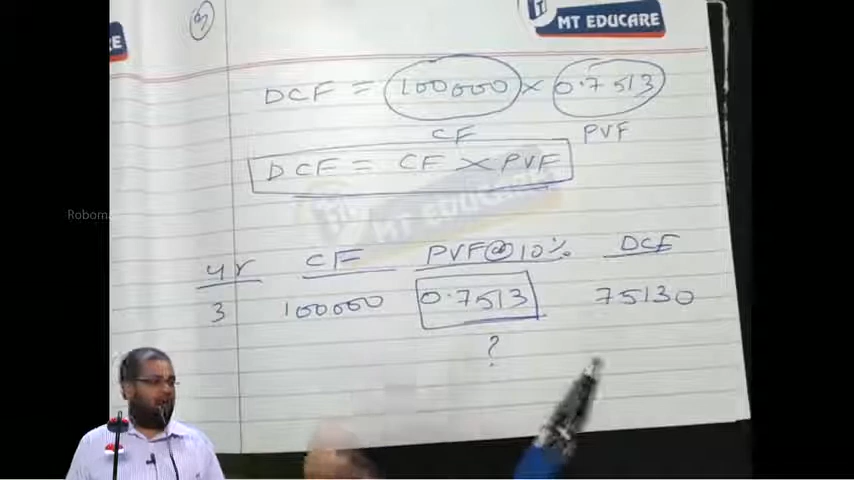 3
MT EDUCARE
DCF = 100000 × 0.7513
CF PVF
DCF = CF × PVF
MT EDUCARE
Yr CF PVF@10% DCF
3 100000 0.7513 75130
?